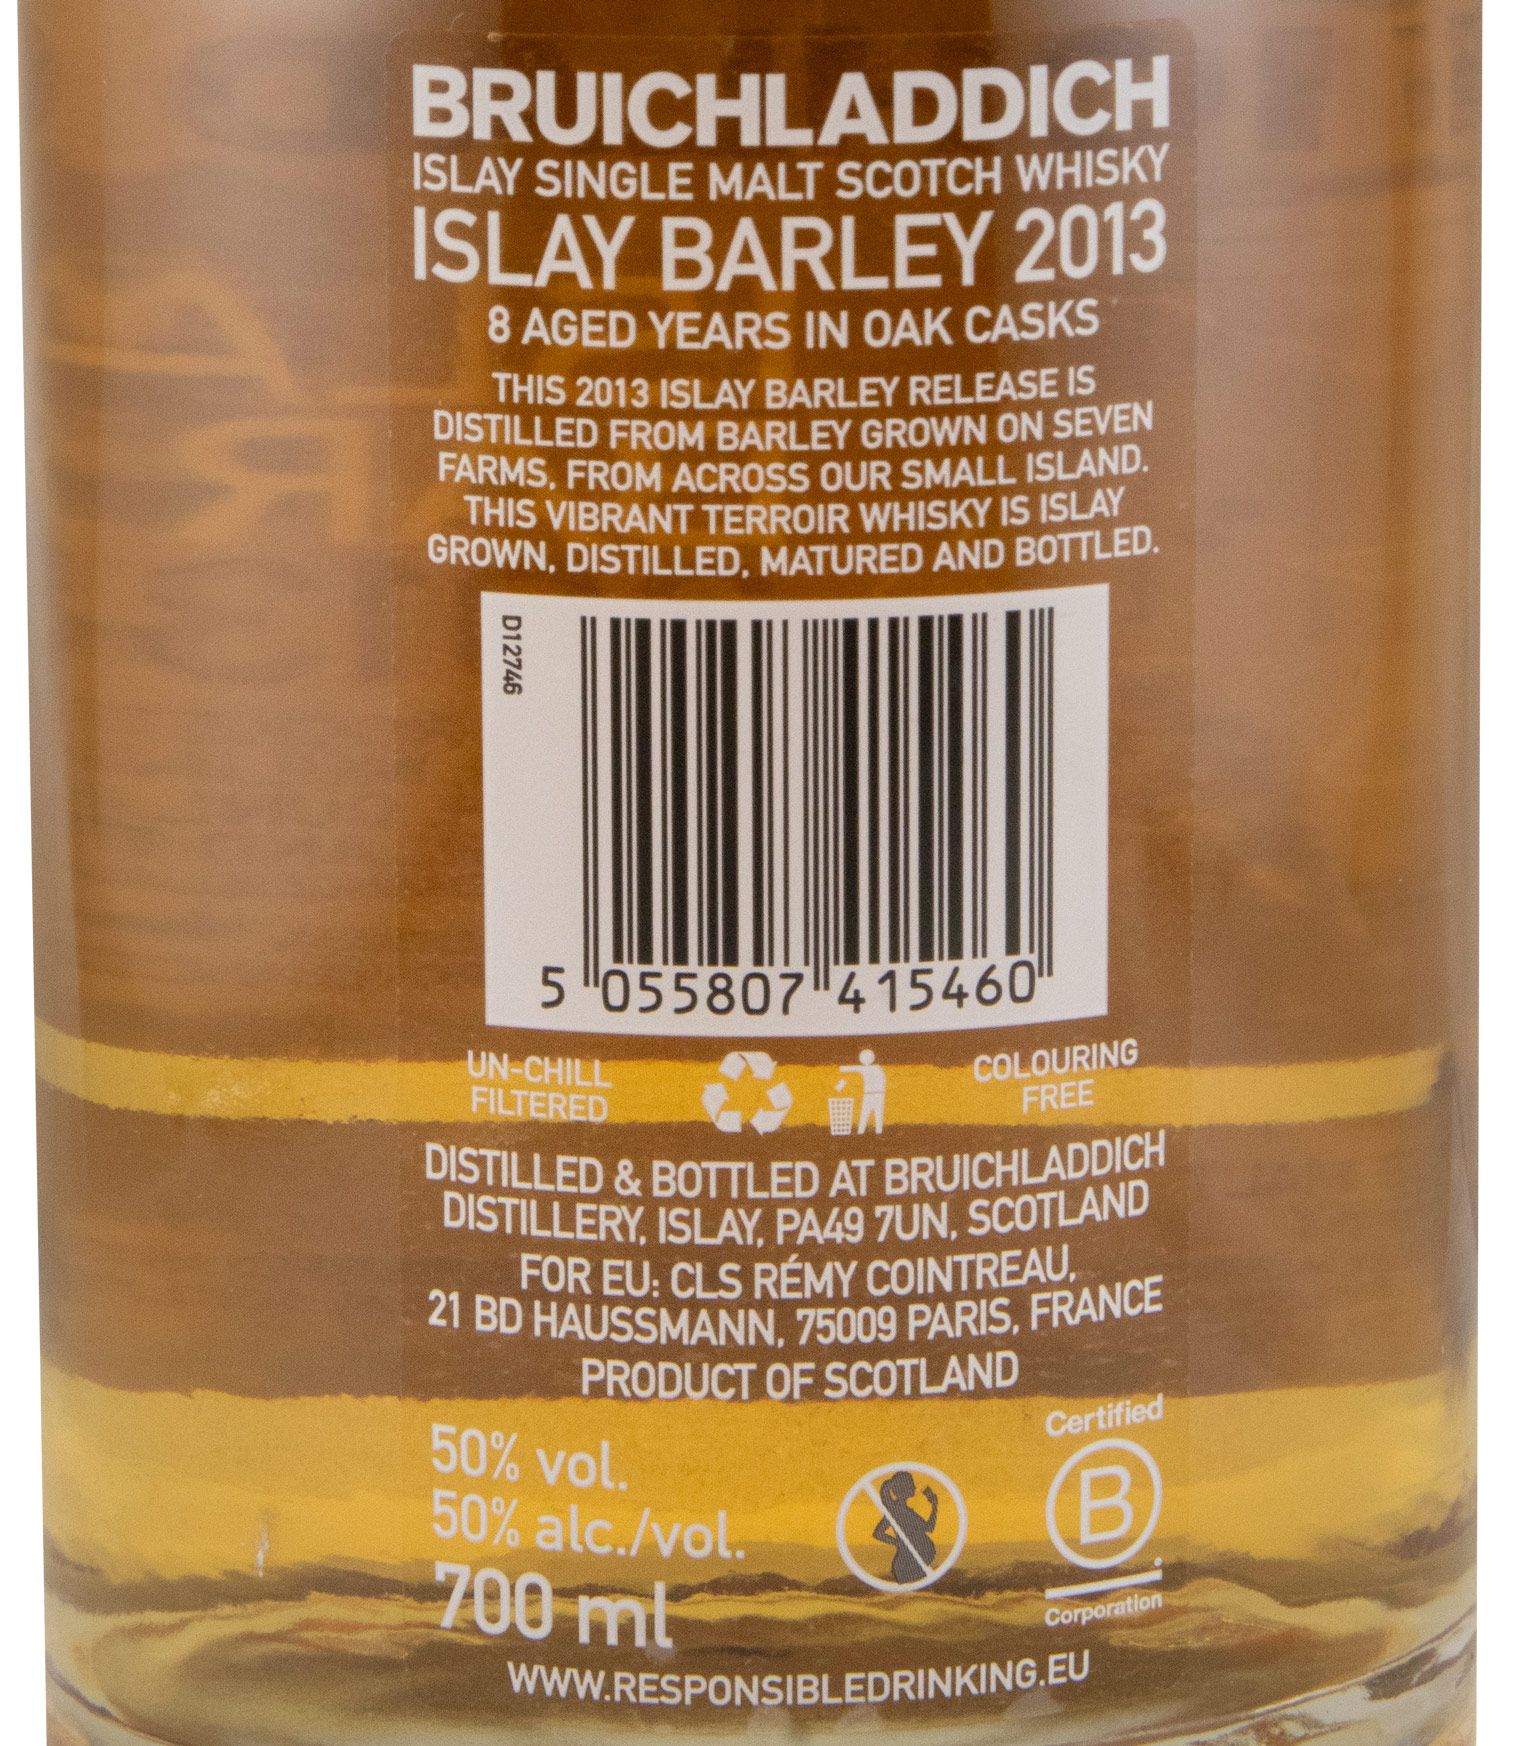 BRUICHLADDICH
ISLAY SINGLE MALT SCOTCH WHISKY
ISLAY BARLEY 2013
8 AGED YEARS IN OAK CASKS
THIS 2013 ISLAY BARLEY RELEASE IS
DISTILLED FROM BARLEY GROWN ON SEVEN
FARMS, FROM ACROSS OUR SMALL ISLAND.
THIS VIBRANT TERROIR WHISKY IS ISLAY
GROWN, DISTILLED, MATURED AND BOTTLED.
D12746
5 055807 415460
UN-CHILL
FILTERED
COLOURING
FREE
DISTILLED & BOTTLED AT BRUICHLADDICH
DISTILLERY, ISLAY, PA49 7UN, SCOTLAND
FOR EU: CLS RÉMY COINTREAU,
21 BD HAUSSMANN, 75009 PARIS, FRANCE
PRODUCT OF SCOTLAND
50% vol.
50% alc./vol.
700 ml
Certified
B
Corporation
WWW.RESPONSIBLEDRINKING.EU